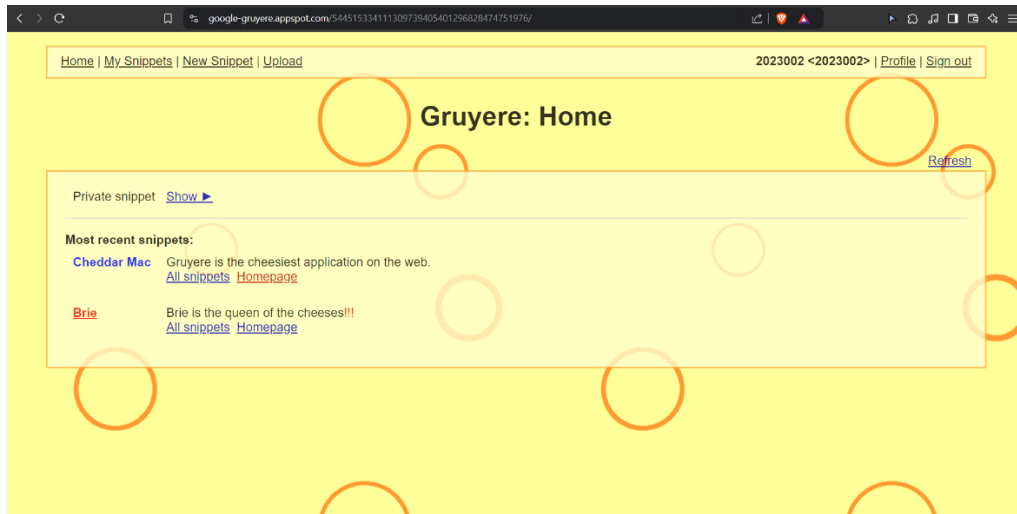 google-gruyere.appspot.com/544515334111309739405401296828474751976/
Home | My Snippets | New Snippet | Upload
2023002 <2023002> | Profile | Sign out
Gruyere: Home
Refresh
Private snippet Show ►
Most recent snippets:
Cheddar Mac Gruyere is the cheesiest application on the web.
All snippets Homepage
Brie Brie is the queen of the cheeses!!!
All snippets Homepage